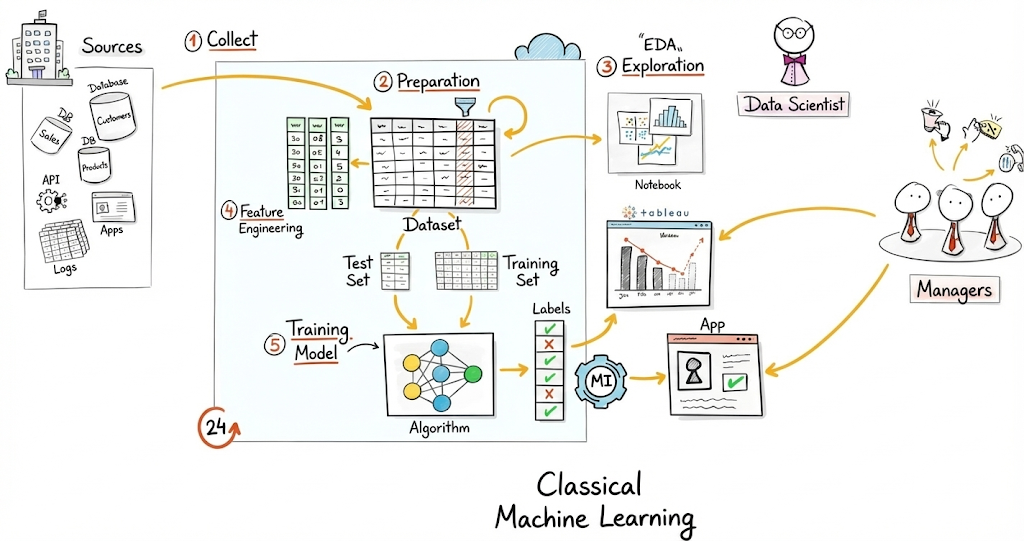 Sources
Database
Customers
DB
Sales
DB
Products
API
Apps
Logs
1 Collect
2 Preparation
Dataset
4 Feature
Engineering
Test
Set
Training
Set
5 Training
Model
Algorithm
24
Labels
MI
"EDA"
3 Exploration
Notebook
Data Scientist
+ableau
App
Managers
Classical
Machine Learning